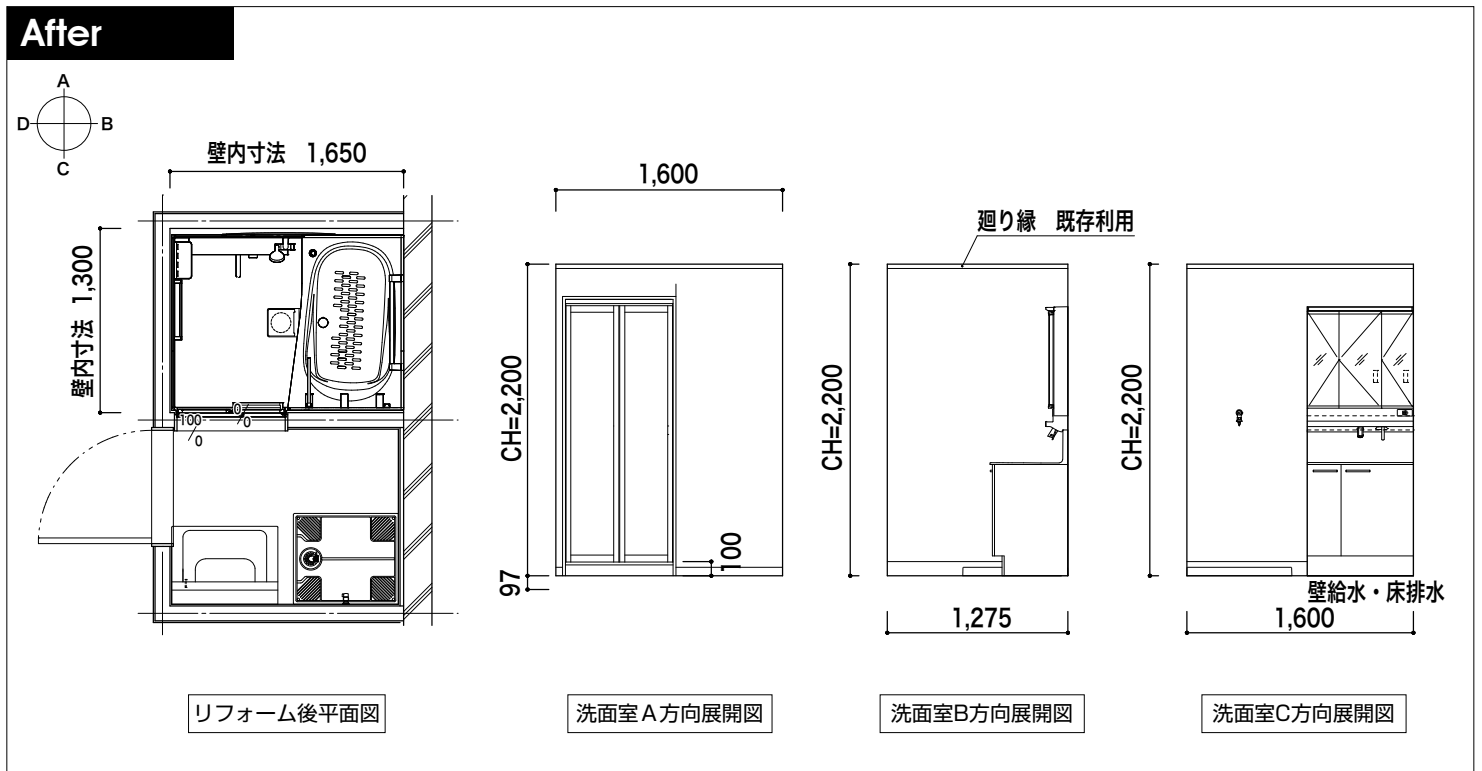 After
A
D B
C
壁内寸法 1,650
壁内寸法 1,300
100
0
0
0
リフォーム後平面図
1,600
CH=2,200
97
100
洗面室A方向展開図
廻り縁 既存利用
CH=2,200
1,275
洗面室B方向展開図
CH=2,200
壁給水・床排水
1,600
洗面室C方向展開図